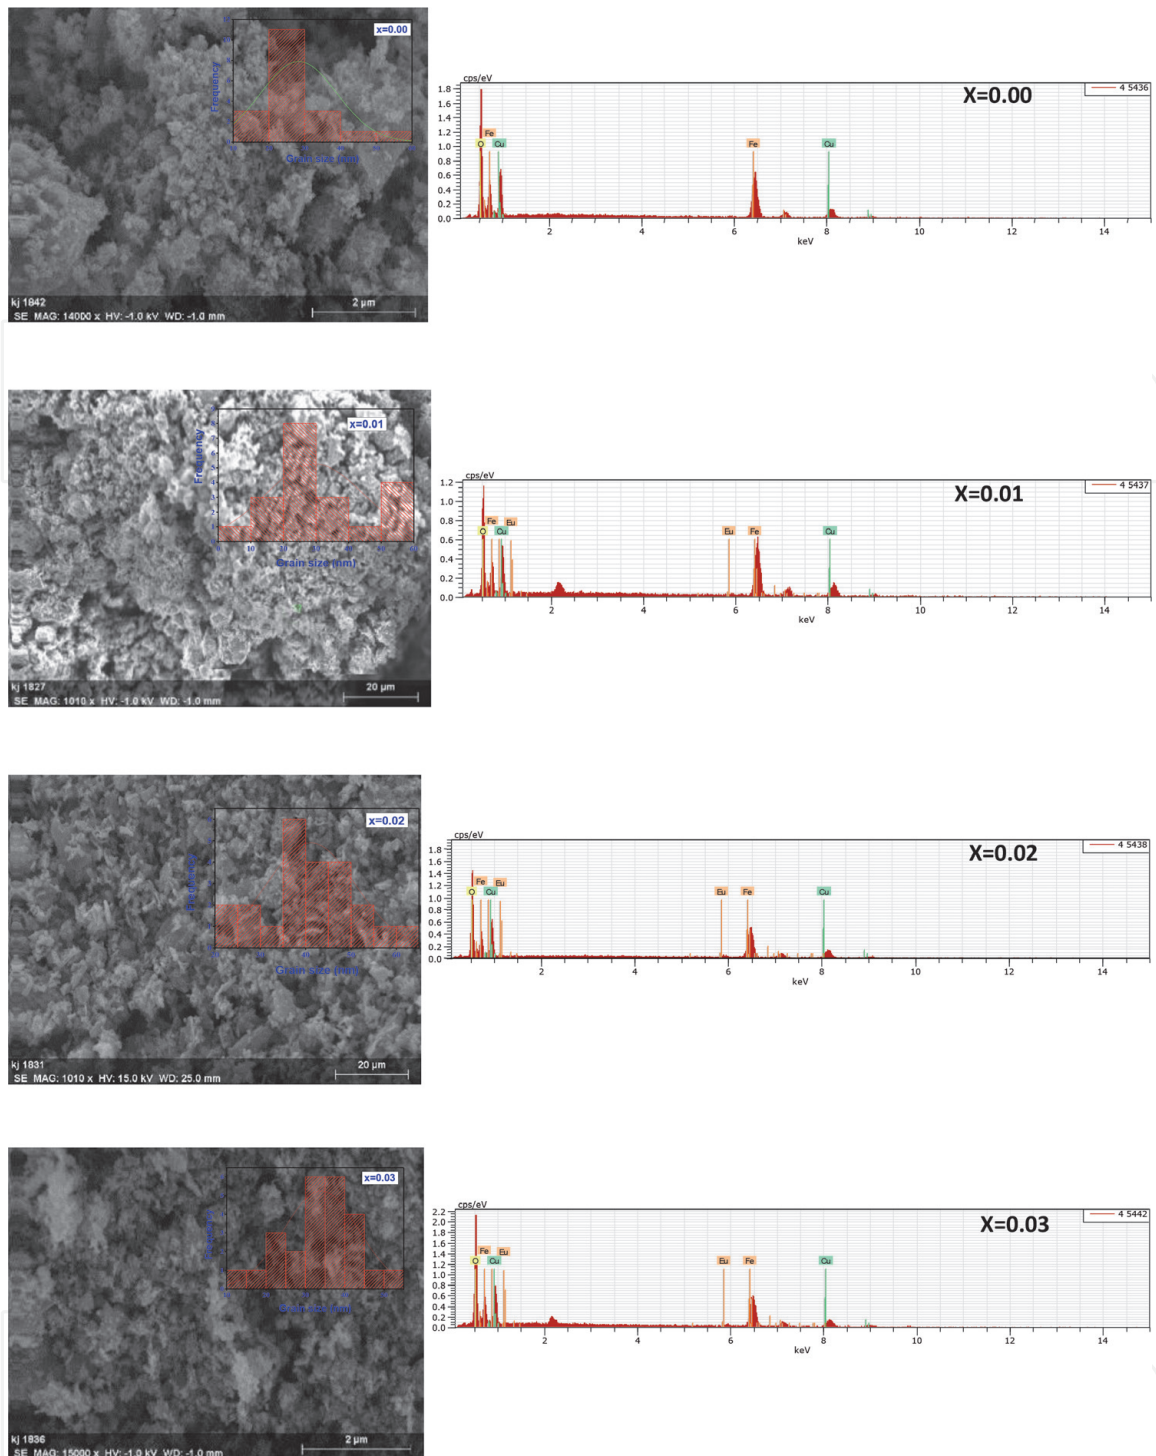 x=0.00
Frequency
Grain size (nm)
kj 1842
2 µm
SE MAG: 14000 x HV: -1.0 kV WD: -1.0 mm
cps/eV
X=0.00
4 5436
1.8
1.6
1.4
1.2
1.0
0.8
0.6
0.4
0.2
0.0
O Fe Cu Fe Cu
2 4 6 8 10 12 14
keV
x=0.01
Frequency
10 20 30 40 50 60
Grain size (nm)
kj 1827
20 µm
SE MAG: 1010 x HV: -1.0 kV WD: -1.0 mm
cps/eV
X=0.01
4 5437
1.2
1.0
0.8
0.6
0.4
0.2
0.0
O Fe Cu Eu Eu Fe Cu
2 4 6 8 10 12 14
keV
x=0.02
Frequency
Grain size (nm)
kj 1831
20 µm
SE MAG: 1010 x HV: 15.0 kV WD: 25.0 mm
cps/eV
X=0.02
4 5438
1.8
1.6
1.4
1.2
1.0
0.8
0.6
0.4
0.2
0.0
O Fe Cu Eu Eu Fe Cu
2 4 6 8 10 12 14
keV
x=0.03
Frequency
Grain size (nm)
kj 1836
2 µm
SE MAG: 15000 x HV: -1.0 kV WD: -1.0 mm
cps/eV
X=0.03
4 5442
2.2
2.0
1.8
1.6
1.4
1.2
1.0
0.8
0.6
0.4
0.2
0.0
O Fe Cu Eu Eu Fe Cu
2 4 6 8 10 12 14
keV